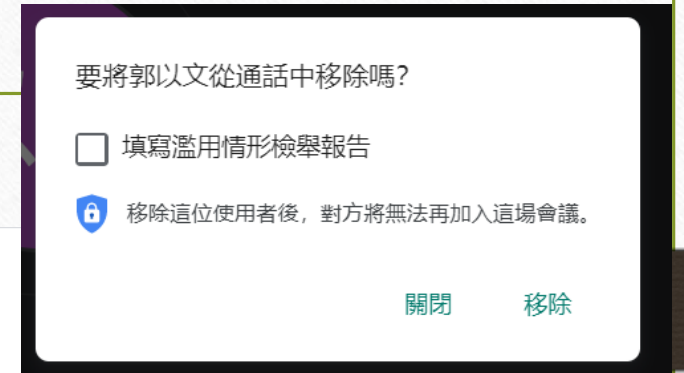 要將郭以文從通話中移除嗎?
填寫濫用情形檢舉報告
移除這位使用者後，對方將無法再加入這場會議。
關閉 移除